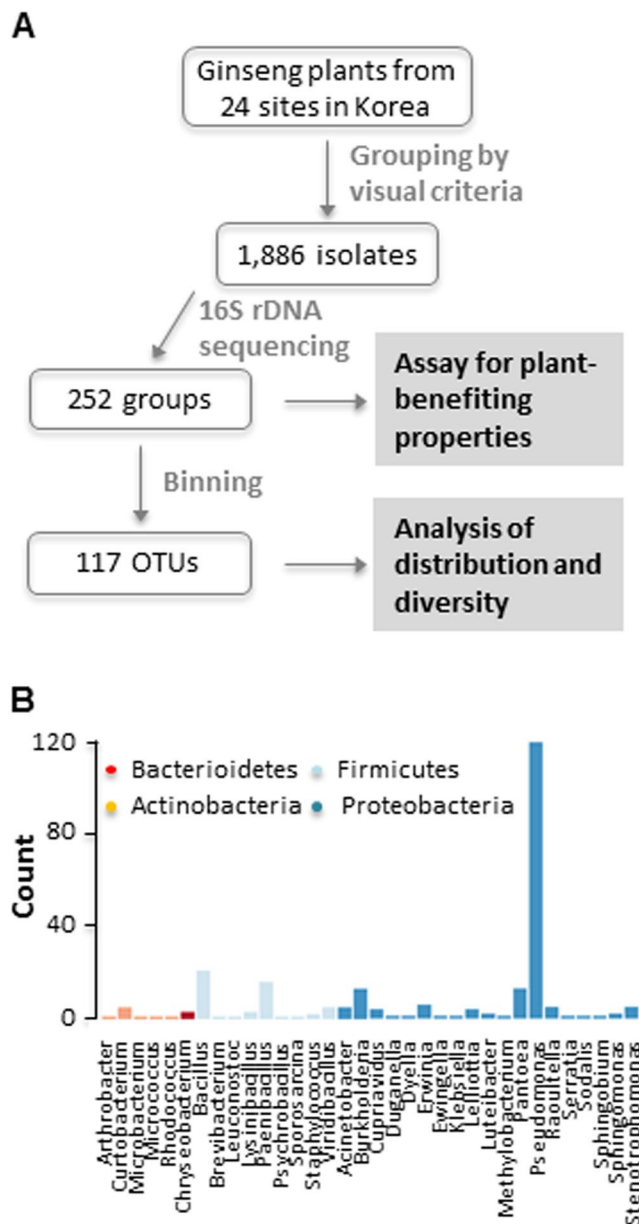 A
Ginseng plants from
24 sites in Korea
Grouping by
visual criteria
1,886 isolates
16S rDNA
sequencing
252 groups
Assay for plant-
benefiting
properties
Binning
117 OTUs
Analysis of
distribution and
diversity
B
120
80
40
0
Count
Bacterioidetes
Firmicutes
Actinobacteria
Proteobacteria
Arthrobacter
Curtobacterium
Microbacterium
Micrococcus
Rhodococcus
Chryseobacterium
Bacillus
Brevibacterium
Leuconostoc
Lysinibacillus
Paenibacillus
Psychrobacillus
Sporosarcina
Staphylococcus
Viridibacillus
Acinetobacter
Burkholderia
Cupriavidus
Duganella
Dyella
Erwinia
Ewingella
Klebsiella
Lelliottia
Luteibacter
Methylobacterium
Pantoea
Pseudomonas
Raoultella
Serratia
Sodalis
Sphingobium
Sphingomonas
Stenotrophomonas